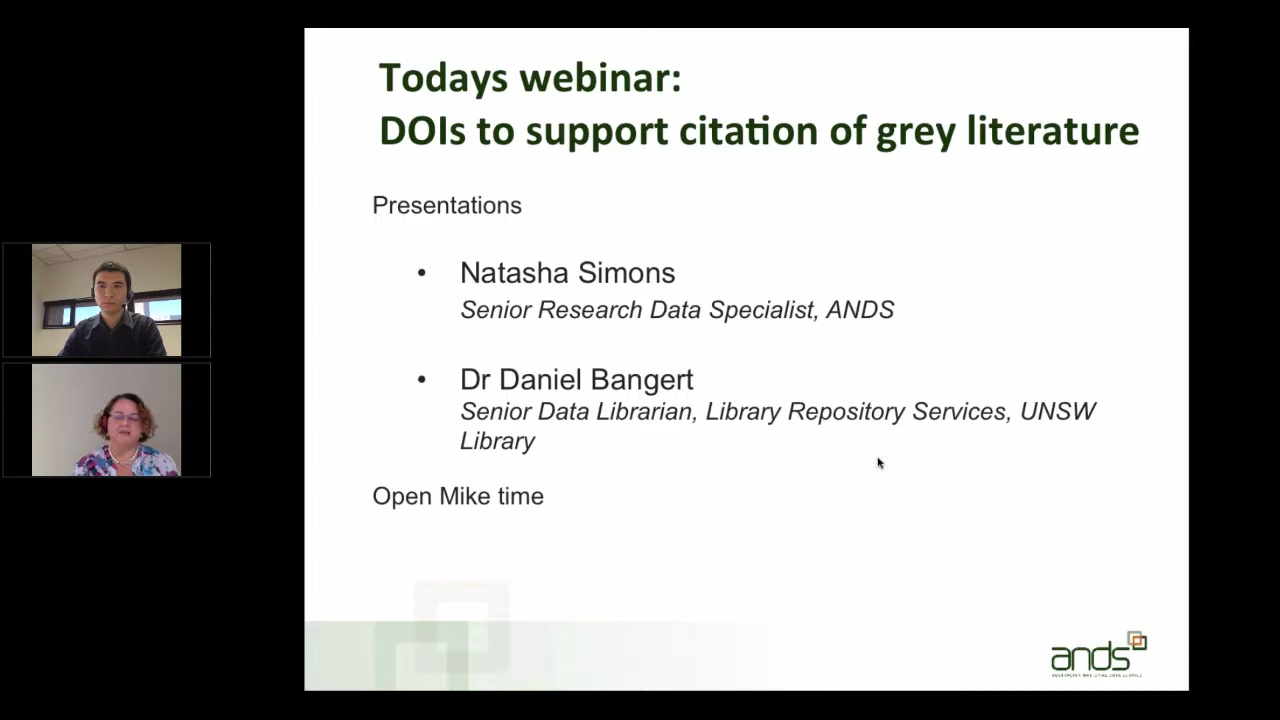 Todays webinar:
DOIs to support citation of grey literature
Presentations
• Natasha Simons
Senior Research Data Specialist, ANDS
• Dr Daniel Bangert
Senior Data Librarian, Library Repository Services, UNSW
Library
Open Mike time
ands